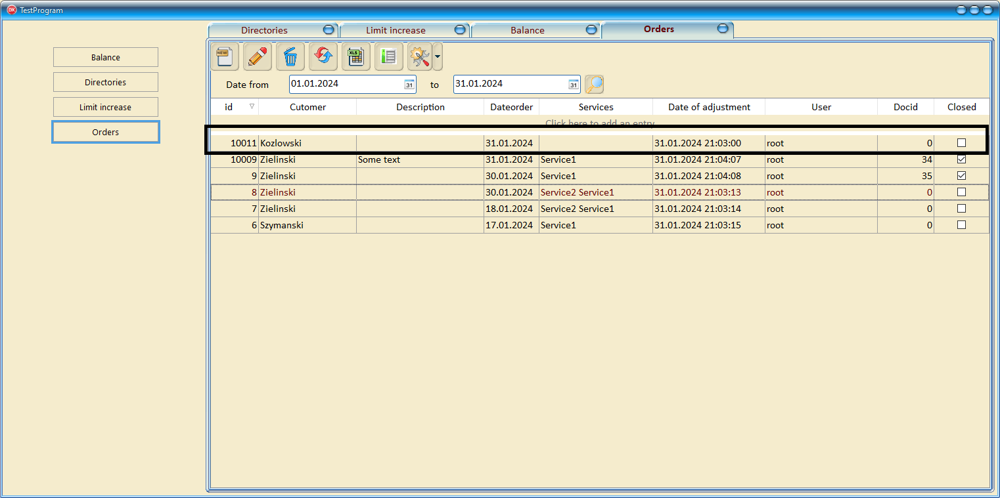 TestProgram
Directories Limit increase Balance Orders
Balance
Directories
Limit increase
Orders
NEW XLS
Date from 01.01.2024 31 to 31.01.2024 31
id Cutomer Description Dateorder Services Date of adjustment User Docid Closed
Click here to add an entry
10011 Kozlowski 31.01.2024 31.01.2024 21:03:00 root 0
10009 Zielinski Some text 31.01.2024 Service1 31.01.2024 21:04:07 root 34
9 Zielinski 30.01.2024 Service1 31.01.2024 21:04:08 root 35
8 Zielinski 30.01.2024 Service2 Service1 31.01.2024 21:03:13 root 0
7 Zielinski 18.01.2024 Service2 Service1 31.01.2024 21:03:14 root 0
6 Szymanski 17.01.2024 Service1 31.01.2024 21:03:15 root 0